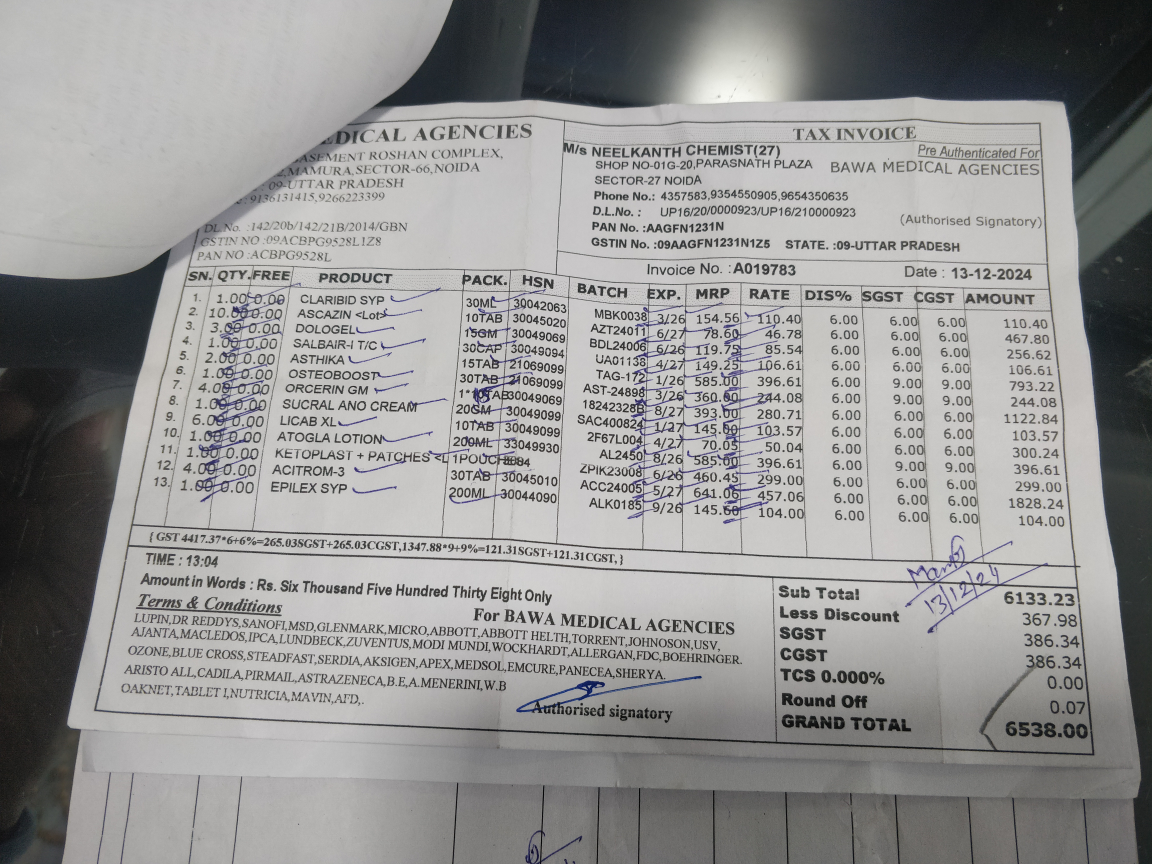 EDICAL AGENCIES
ASEMENT ROSHAN COMPLEX,
MAMURA, SECTOR-66, NOIDA
: 09-UTTAR PRADESH
: 9136131415,9266223399
DL.No. :142/20b/142/21B/2014/GBN
GSTIN NO :09ACBPG9528L1Z8
PAN NO :ACBPG9528L
TAX INVOICE
M/s NEELKANTH CHEMIST(27)
SHOP NO-01G-20,PARASNATH PLAZA
SECTOR-27 NOIDA
Phone No.: 4357583,9354550905,9654350635
D.L.No. : UP16/20/0000923/UP16/210000923
PAN No. :AAGFN1231N
GSTIN No. :09AAGFN1231N1Z5 STATE. :09-UTTAR PRADESH
Pre Authenticated For
BAWA MEDICAL AGENCIES
(Authorised Signatory)
Invoice No. : A019783 Date : 13-12-2024
SN. QTY. FREE PRODUCT PACK. HSN BATCH EXP. MRP RATE DIS% SGST CGST AMOUNT
1. 1.00 0.00 CLARIBID SYP 30ML 30042063 MBK0038 3/26 154.56 110.40 6.00 6.00 6.00 110.40
2. 10.00 0.00 ASCAZIN <Lot> 10TAB 30045020 AZT24011 6/27 78.60 46.78 6.00 6.00 6.00 467.80
3. 3.00 0.00 DOLOGEL 15GM 30049069 BDL24006 6/26 119.75 85.54 6.00 6.00 6.00 256.62
4. 1.00 0.00 SALBAIR-I T/C 30CAP 30049094 UA01138 4/27 149.25 106.61 6.00 6.00 6.00 106.61
5. 2.00 0.00 ASTHIKA 15TAB 21069099 TAG-172 1/26 585.00 396.61 6.00 9.00 9.00 793.22
6. 1.00 0.00 OSTEOBOOST 30TAB 21069099 AST-24898 3/26 360.00 244.08 6.00 9.00 9.00 244.08
7. 4.00 0.00 ORCERIN GM 30049069 18242328 8/27 393.00 280.71 6.00 6.00 6.00 1122.84
8. 1.00 0.00 SUCRAL ANO CREAM 20GM 30049099 SAC400824 1/27 145.00 103.57 6.00 6.00 6.00 103.57
9. 6.00 0.00 LICAB XL 10TAB 30049099 2F67L004 4/27 70.05 50.04 6.00 6.00 6.00 300.24
10. 1.00 0.00 ATOGLA LOTION 200ML 33049930 AL2450 8/26 585.00 396.61 6.00 9.00 9.00 396.61
11. 1.00 0.00 KETOPLAST + PATCHES <L 1POUCH ZPIK23008 6/26 460.45 299.00 6.00 6.00 6.00 299.00
12. 4.00 0.00 ACITROM-3 30TAB 30045010 ACC24005 5/27 641.06 457.06 6.00 6.00 6.00 1828.24
13. 1.00 0.00 EPILEX SYP 200ML 30044090 ALK0185 9/26 145.60 104.00 6.00 6.00 6.00 104.00
{ GST 4417.37*6+6%=265.03SGST+265.03CGST,1347.88*9+9%=121.31SGST+121.31CGST, }
TIME : 13:04
Amount in Words : Rs. Six Thousand Five Hundred Thirty Eight Only
Terms & Conditions
For BAWA MEDICAL AGENCIES
LUPIN,DR REDDYS,SANOFI,MSD,GLENMARK,MICRO,ABBOTT,ABBOTT HELTH,TORRENT,JOHNOSON,USV,
AJANTA,MACLEDOS,IPCA,LUNDBECK,ZUVENTUS,MODI MUNDI,WOCKHARDT,ALLERGAN,FDC,BOEHRINGER.
OZONE,BLUE CROSS,STEADFAST,SERDIA,AKSIGEN,APEX,MEDSOL,EMCURE,PANECEA,SHERYA.
ARISTO ALL,CADILA,PIRMAIL,ASTRAZENECA,B.E,A.MENERINI,W.B
OAKNET,TABLET I,NUTRICIA,MAVIN,AFD,.
Authorised signatory
13/12/24
Sub Total 6133.23
Less Discount 367.98
SGST 386.34
CGST 386.34
TCS 0.000% 0.00
Round Off 0.07
GRAND TOTAL 6538.00